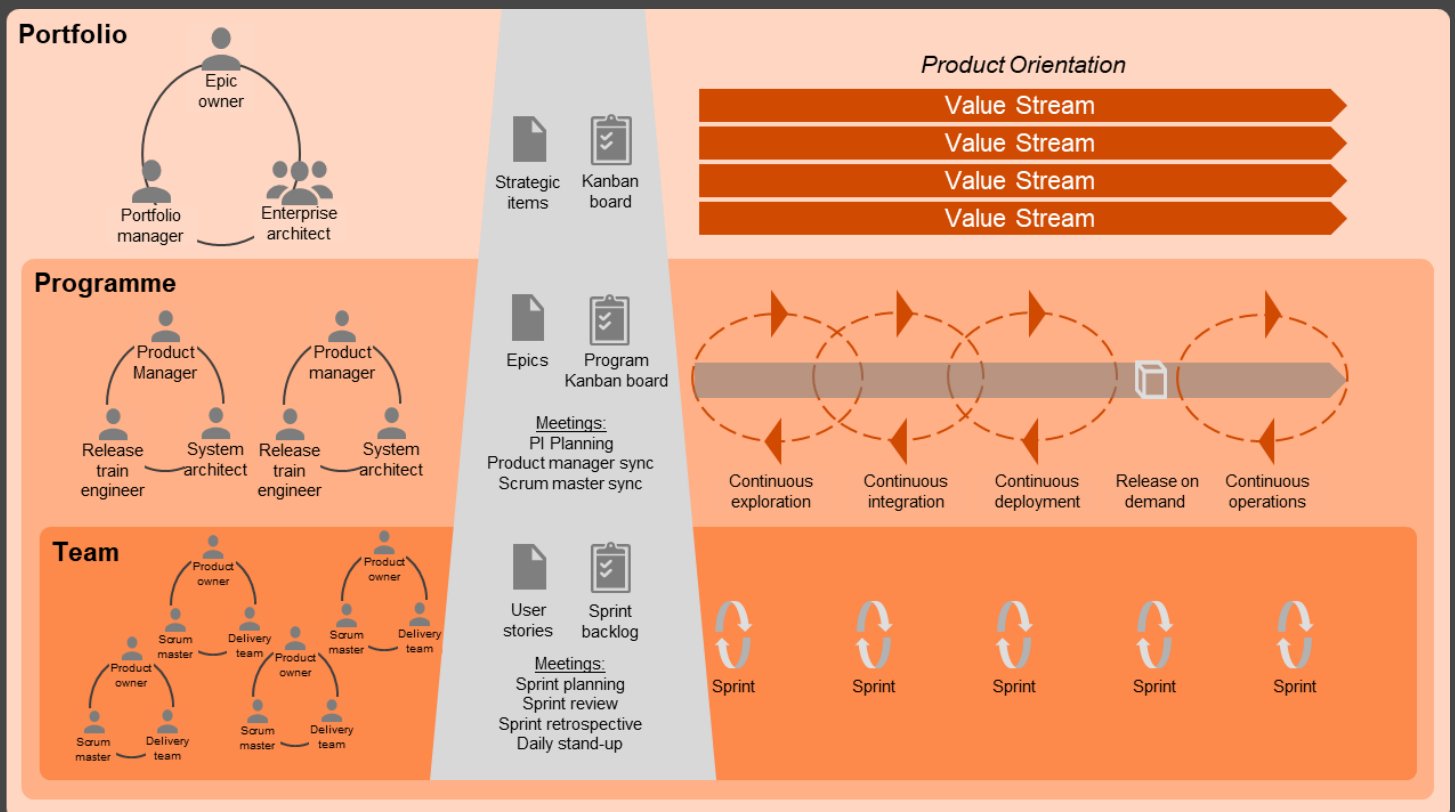 Portfolio
Epic
owner
Portfolio
manager
Enterprise
architect
Strategic
items
Kanban
board
Product Orientation
Value Stream
Value Stream
Value Stream
Value Stream
Programme
Product
Manager
Release
train
engineer
System
architect
Product
manager
Release
train
engineer
System
architect
Epics
Program
Kanban board
Meetings:
PI Planning
Product manager sync
Scrum master sync
Continuous
exploration
Continuous
integration
Continuous
deployment
Release on
demand
Continuous
operations
Team
Product
owner
Scrum
master
Delivery
team
Product
owner
Scrum
master
Delivery
team
Product
owner
Scrum
master
Delivery
team
Product
owner
Scrum
master
Delivery
team
User
stories
Sprint
backlog
Meetings:
Sprint planning
Sprint review
Sprint retrospective
Daily stand-up
Sprint
Sprint
Sprint
Sprint
Sprint